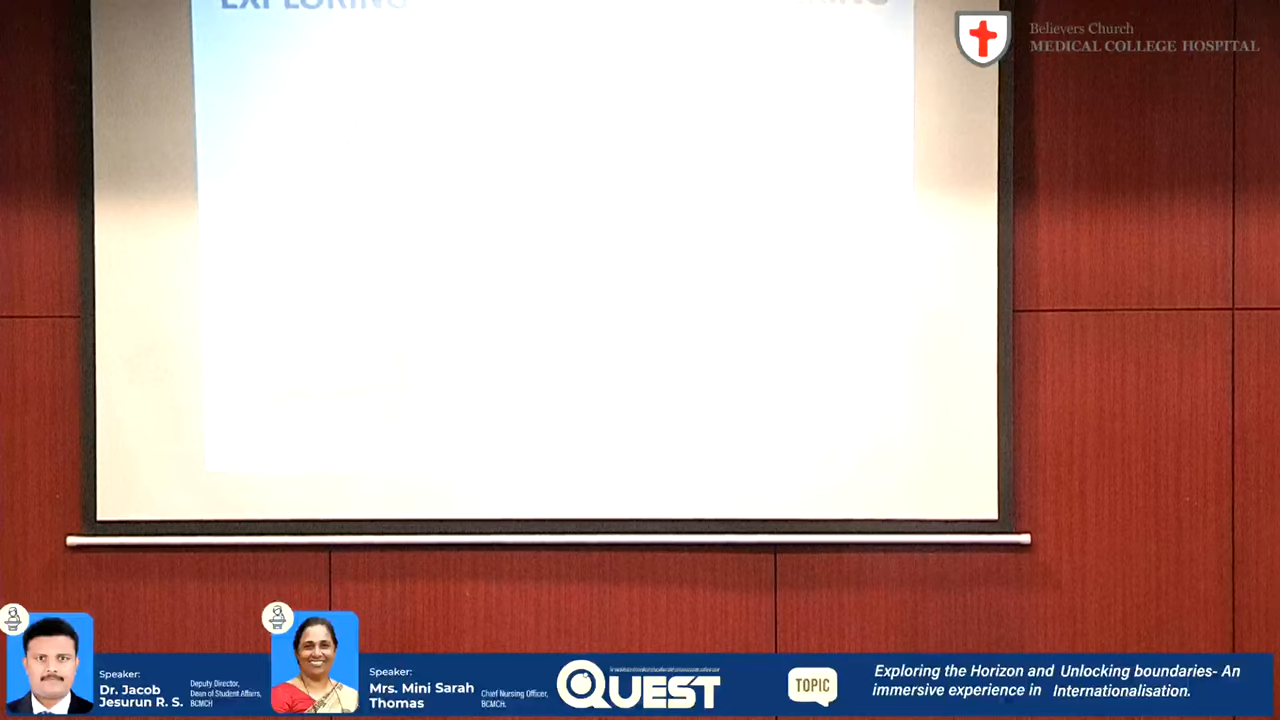 EXPLORING
Believers Church
MEDICAL COLLEGE HOSPITAL
Speaker:
Dr. Jacob
Jesurun R. S.
Deputy Director,
Dean of Student Affairs,
BCMCH
Speaker:
Mrs. Mini Sarah
Thomas
Chief Nursing Officer,
BCMCH.
QUEST
TOPIC
Exploring the Horizon and Unlocking boundaries- An
immersive experience in Internationalisation.